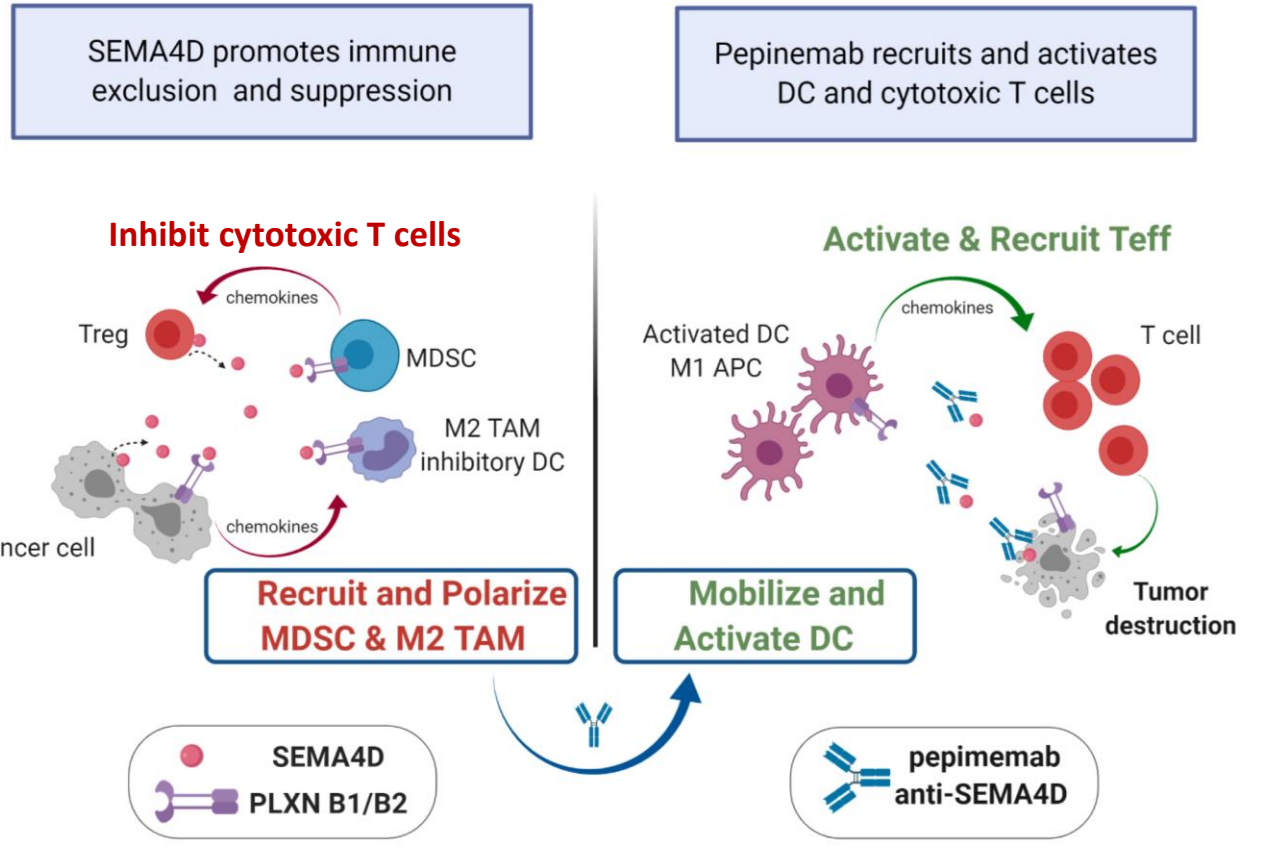 SEMA4D promotes immune
exclusion and suppression
Pepinemab recruits and activates
DC and cytotoxic T cells
Inhibit cytotoxic T cells
chemokines
Treg
MDSC
M2 TAM
inhibitory DC
ncer cell
chemokines
Recruit and Polarize
MDSC & M2 TAM
Activate & Recruit Teff
chemokines
Activated DC
M1 APC
T cell
Tumor
destruction
Mobilize and
Activate DC
SEMA4D
PLXN B1/B2
pepimemab
anti-SEMA4D